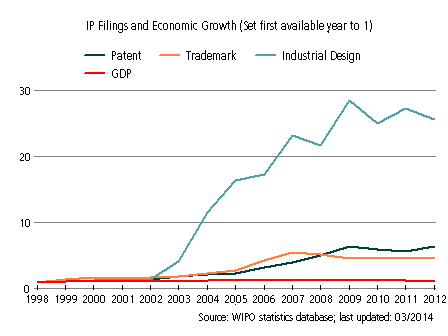 IP Filings and Economic Growth (Set first available year to 1)
Patent Trademark Industrial Design
GDP
30
20
10
0
1998 1999 2000 2001 2002 2003 2004 2005 2006 2007 2008 2009 2010 2011 2012
Source: WIPO statistics database; last updated: 03/2014